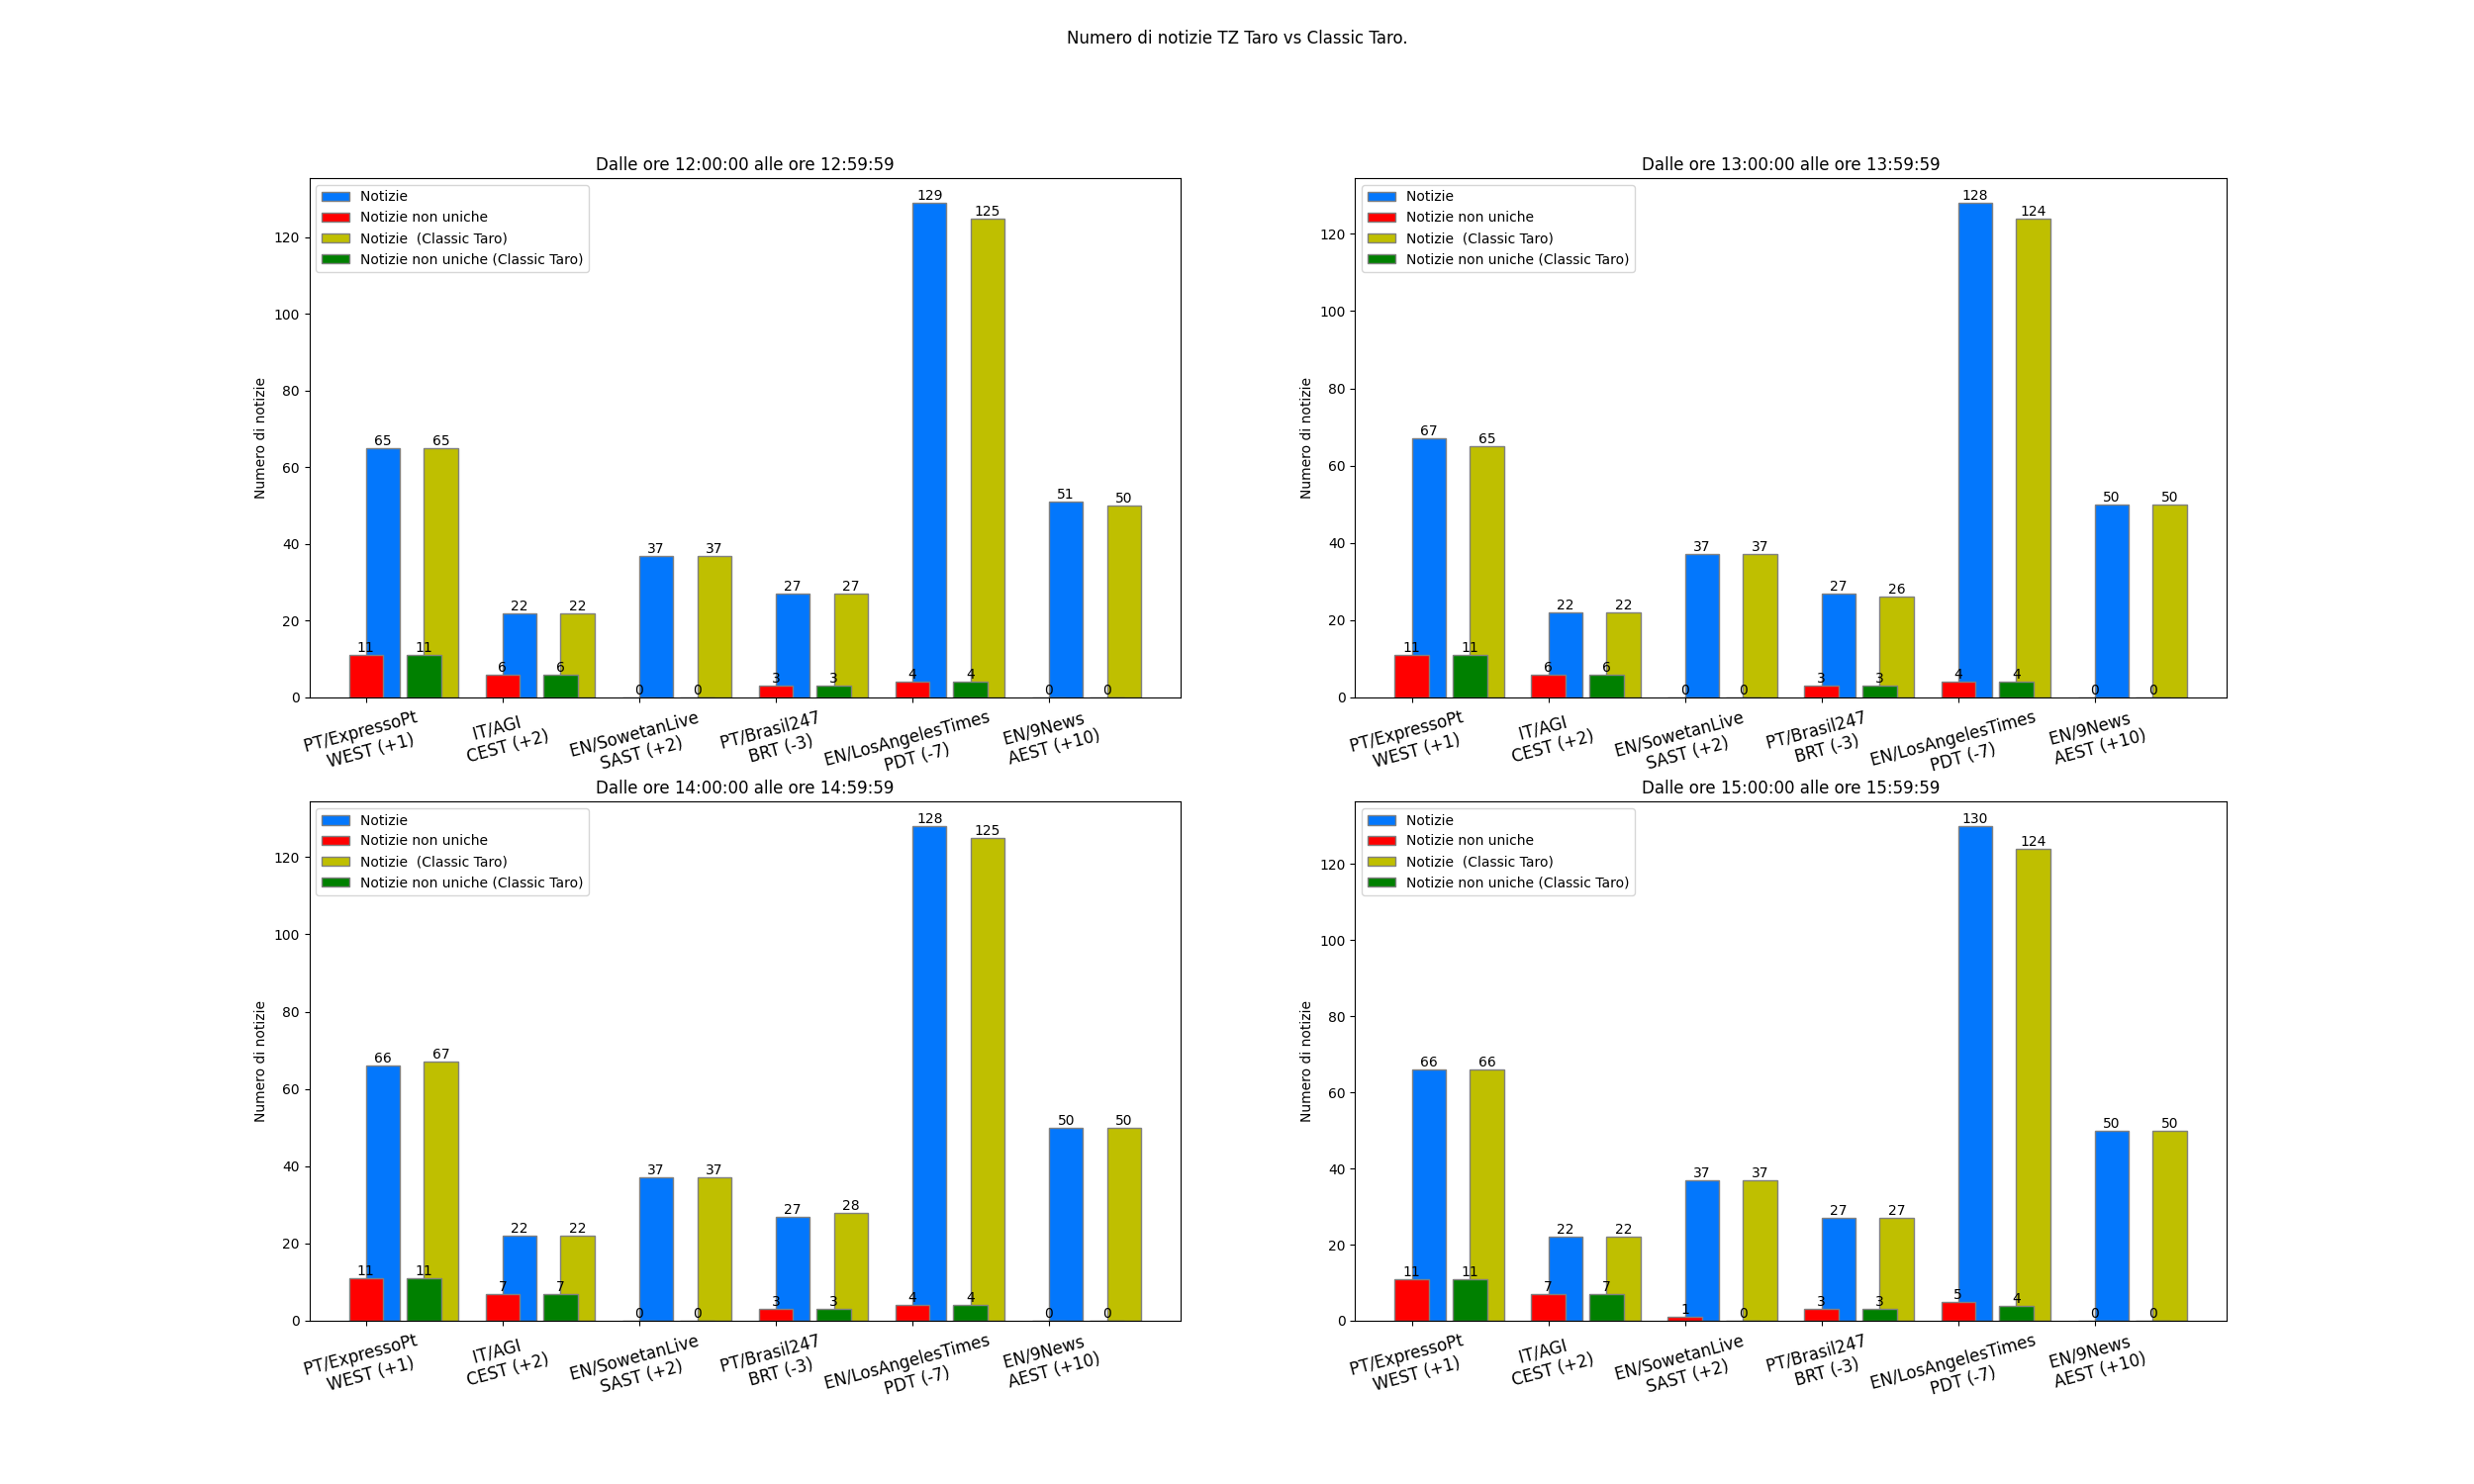 Numero di notizie TZ Taro vs Classic Taro.
Dalle ore 12:00:00 alle ore 12:59:59
Notizie
Notizie non uniche
Notizie  (Classic Taro)
Notizie non uniche (Classic Taro)
Numero di notizie
120
100
80
60
40
20
0
65 65 22 22 37 37 27 27 129 125 51 50
11 11 6 6 0 0 3 3 4 4 0 0
PT/ExpressoPt
WEST (+1)
IT/AGI
CEST (+2)
EN/SowetanLive
SAST (+2)
PT/Brasil247
BRT (-3)
EN/LosAngelesTimes
PDT (-7)
EN/9News
AEST (+10)
Dalle ore 13:00:00 alle ore 13:59:59
Notizie
Notizie non uniche
Notizie  (Classic Taro)
Notizie non uniche (Classic Taro)
Numero di notizie
120
100
80
60
40
20
0
67 65 22 22 37 37 27 26 128 124 50 50
11 11 6 6 0 0 3 3 4 4 0 0
PT/ExpressoPt
WEST (+1)
IT/AGI
CEST (+2)
EN/SowetanLive
SAST (+2)
PT/Brasil247
BRT (-3)
EN/LosAngelesTimes
PDT (-7)
EN/9News
AEST (+10)
Dalle ore 14:00:00 alle ore 14:59:59
Notizie
Notizie non uniche
Notizie  (Classic Taro)
Notizie non uniche (Classic Taro)
Numero di notizie
120
100
80
60
40
20
0
66 67 22 22 37 37 27 28 128 125 50 50
11 11 7 7 0 0 3 3 4 4 0 0
PT/ExpressoPt
WEST (+1)
IT/AGI
CEST (+2)
EN/SowetanLive
SAST (+2)
PT/Brasil247
BRT (-3)
EN/LosAngelesTimes
PDT (-7)
EN/9News
AEST (+10)
Dalle ore 15:00:00 alle ore 15:59:59
Notizie
Notizie non uniche
Notizie  (Classic Taro)
Notizie non uniche (Classic Taro)
Numero di notizie
120
100
80
60
40
20
0
66 66 22 22 37 37 27 27 130 124 50 50
11 11 7 7 1 0 3 3 5 4 0 0
PT/ExpressoPt
WEST (+1)
IT/AGI
CEST (+2)
EN/SowetanLive
SAST (+2)
PT/Brasil247
BRT (-3)
EN/LosAngelesTimes
PDT (-7)
EN/9News
AEST (+10)